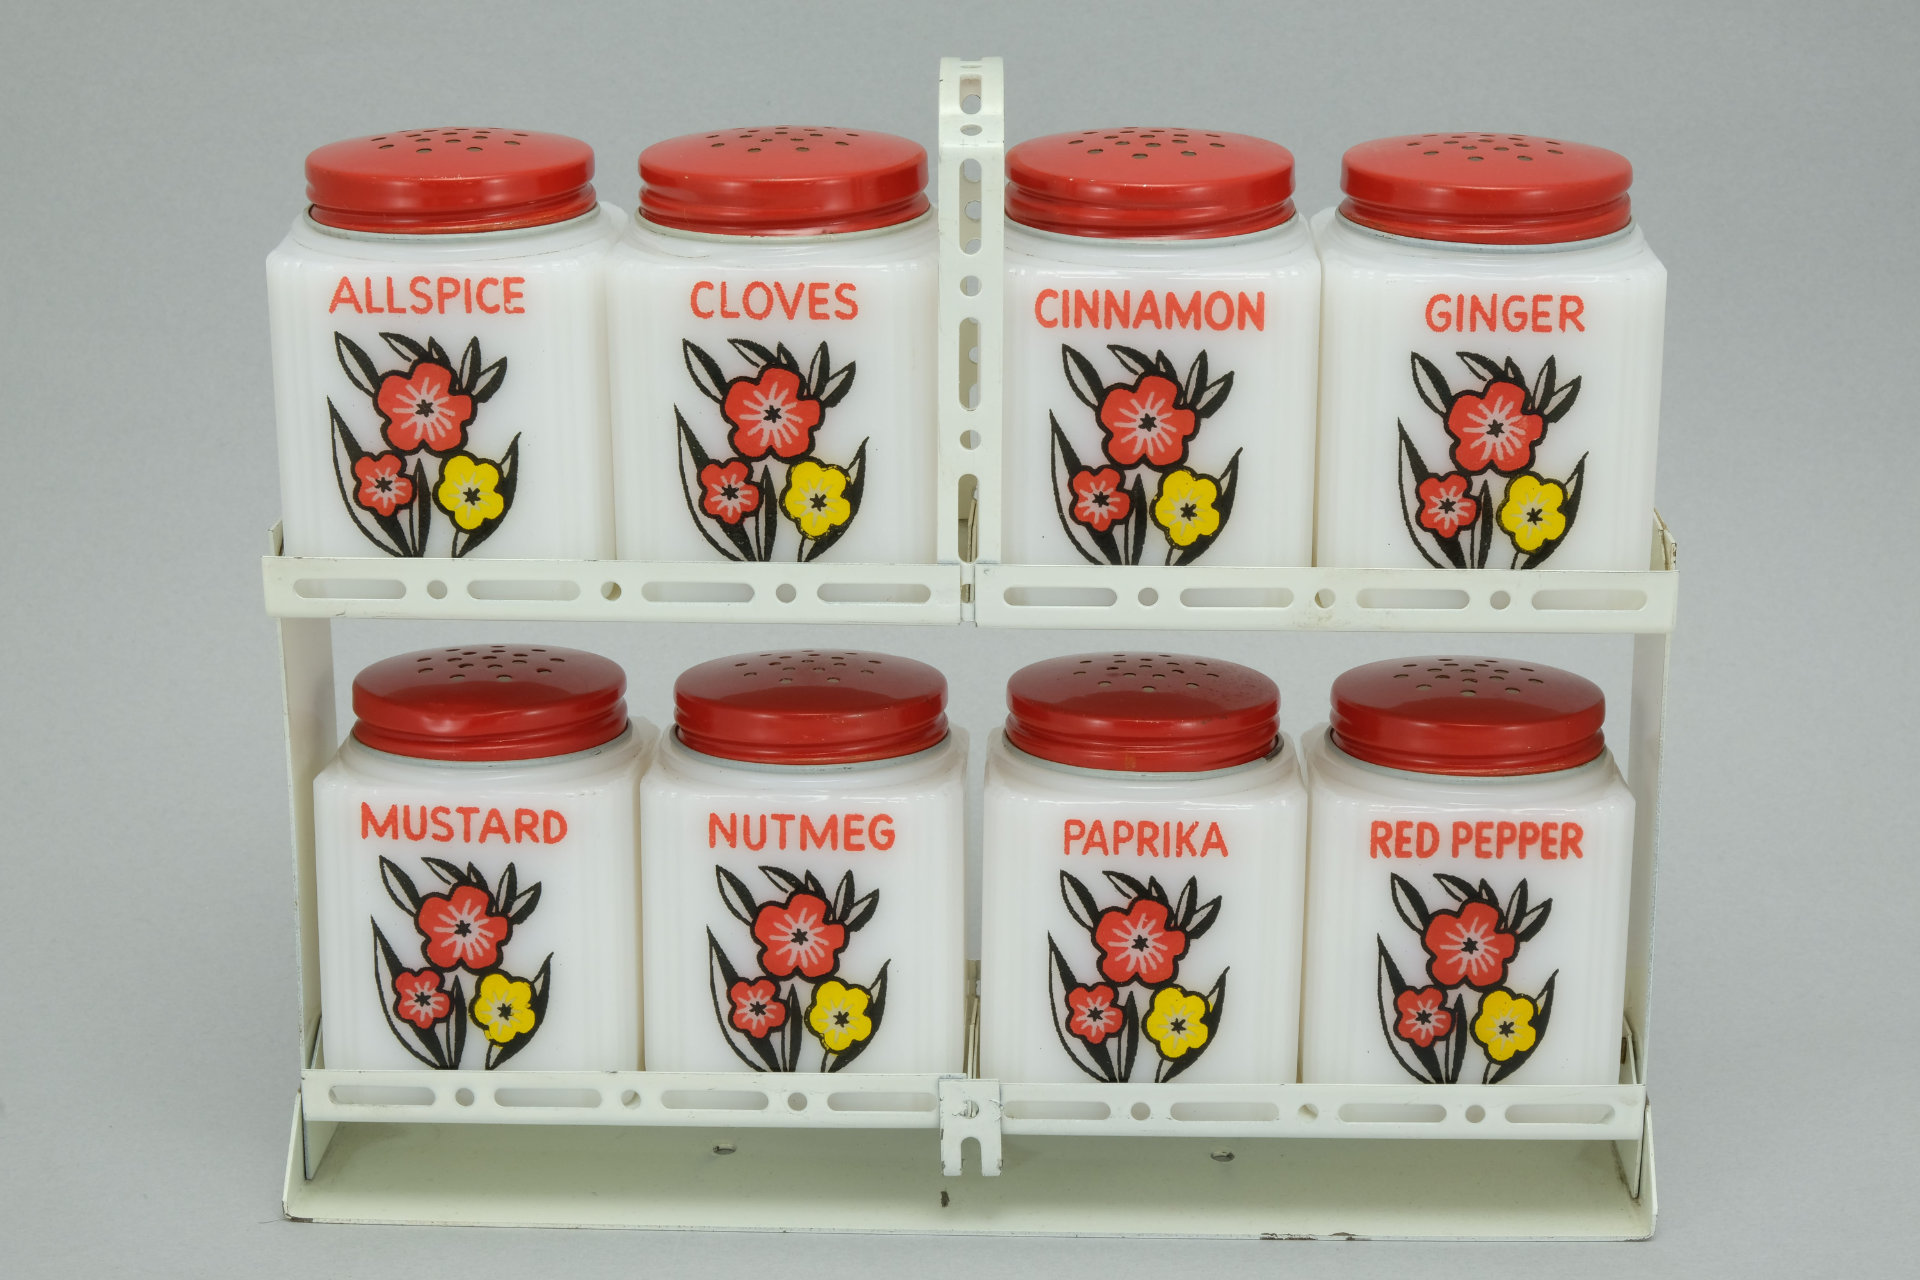 ALLSPICE
CLOVES
CINNAMON
GINGER
MUSTARD
NUTMEG
PAPRIKA
RED PEPPER